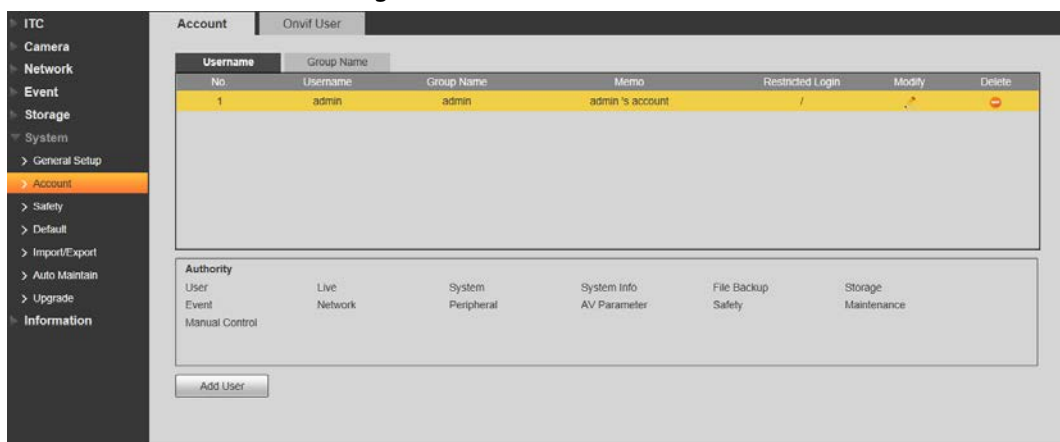 ITC
Camera
Network
Event
Storage
System
General Setup
Account
Safety
Default
Import/Export
Auto Maintain
Upgrade
Information
Account Onvif User
Username Group Name
No. Username Group Name Memo Restricted Login Modify Delete
1 admin admin admin 's account /
Authority
User Live System System Info File Backup Storage
Event Network Peripheral AV Parameter Safety Maintenance
Manual Control
Add User